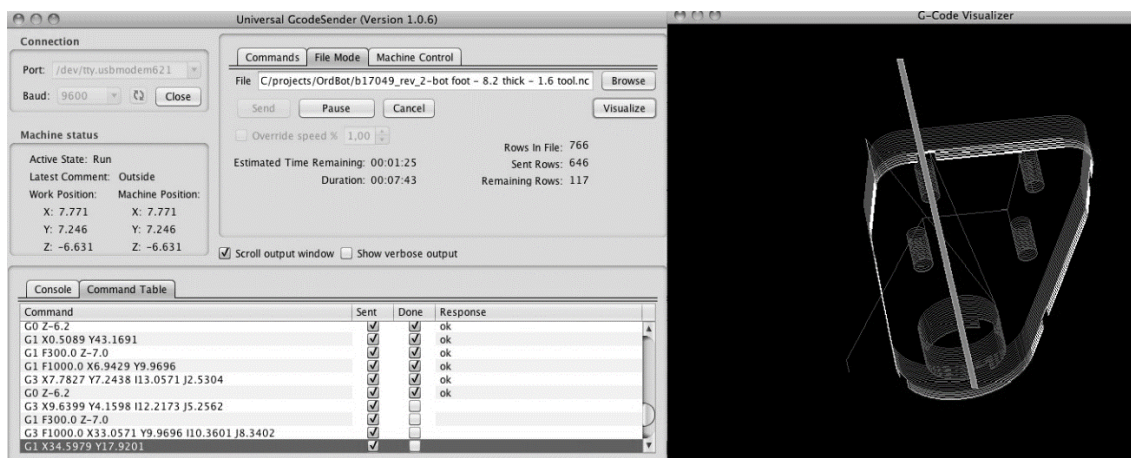 Universal GcodeSender (Version 1.0.6)
G-Code Visualizer
Connection
Port: /dev/tty.usbmodem621
Baud: 9600 Close
Machine status
Active State: Run
Latest Comment: Outside
Work Position: Machine Position:
X: 7.771 X: 7.771
Y: 7.246 Y: 7.246
Z: -6.631 Z: -6.631
Commands File Mode Machine Control
File C/projects/OrdBot/b17049_rev_2-bot foot - 8.2 thick - 1.6 tool.nc Browse
Send Pause Cancel Visualize
Override speed % 1,00
Rows In File: 766
Estimated Time Remaining: 00:01:25 Sent Rows: 646
Duration: 00:07:43 Remaining Rows: 117
Scroll output window Show verbose output
Console Command Table
Command Sent Done Response
G0 Z-6.2 ok
G1 X0.5089 Y43.1691 ok
G1 F300.0 Z-7.0 ok
G1 F1000.0 X6.9429 Y9.9696 ok
G3 X7.7827 Y7.2438 I13.0571 J2.5304 ok
G0 Z-6.2 ok
G3 X9.6399 Y4.1598 I12.2173 J5.2562
G1 F300.0 Z-7.0
G3 F1000.0 X33.0571 Y9.9696 I10.3601 J8.3402
G1 X34.5979 Y17.9201